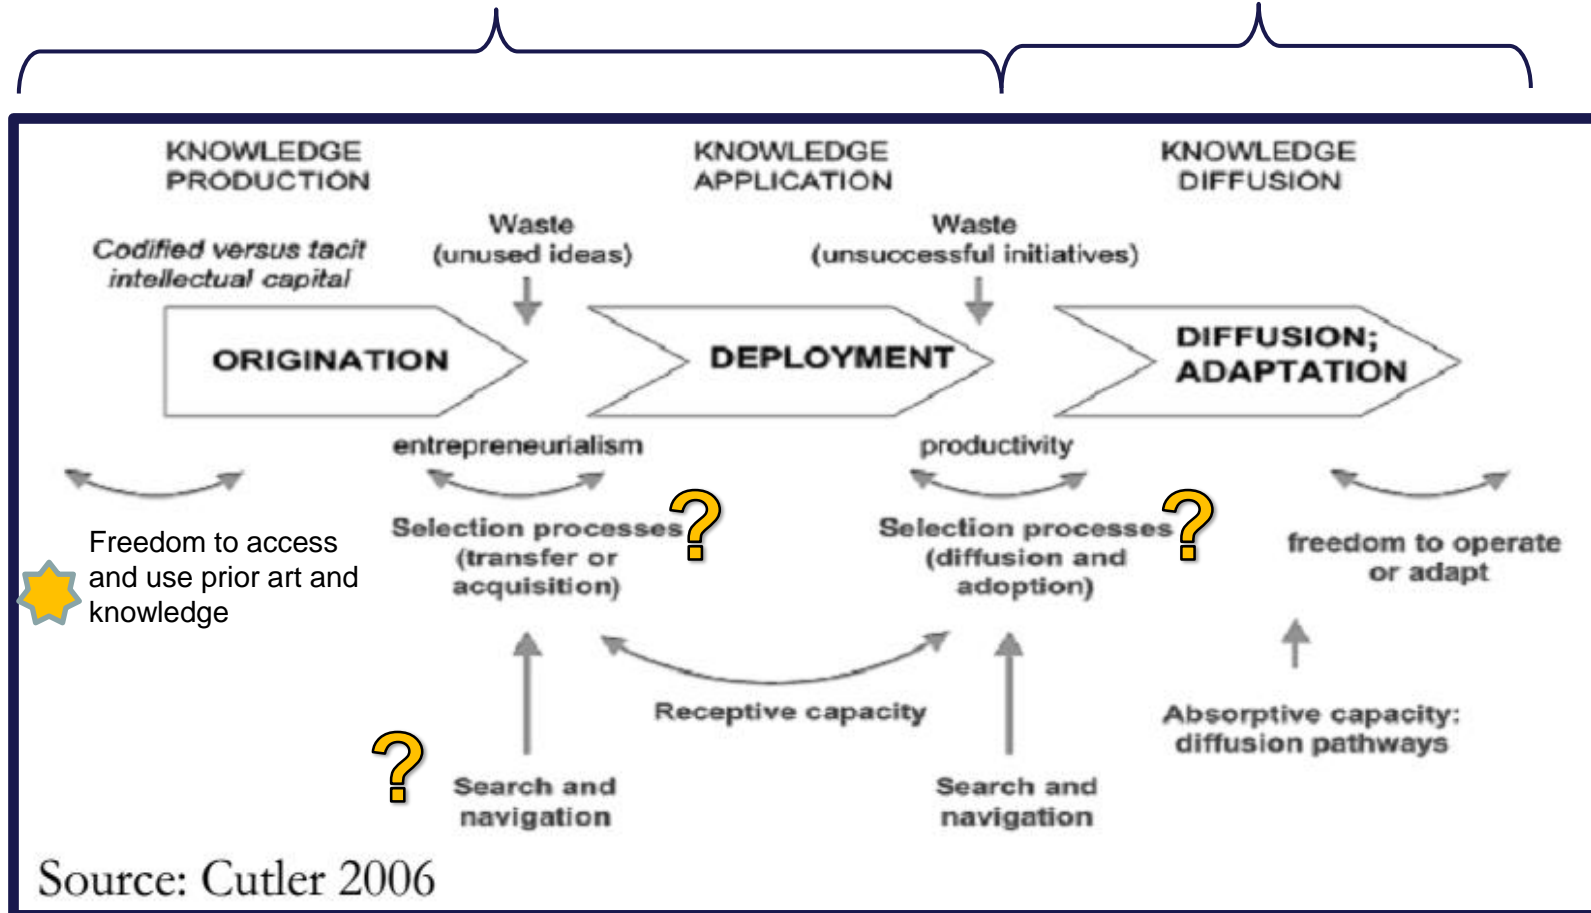 KNOWLEDGE
PRODUCTION
KNOWLEDGE
APPLICATION
KNOWLEDGE
DIFFUSION
Codified versus tacit
intellectual capital
Waste
(unused ideas)
Waste
(unsuccessful initiatives)
ORIGINATION
DEPLOYMENT
DIFFUSION;
ADAPTATION
entrepreneurialism
productivity
Freedom to access
and use prior art and
knowledge
Selection processes
(transfer or
acquisition)
?
Selection processes
(diffusion and
adoption)
?
freedom to operate
or adapt
Receptive capacity
Absorptive capacity:
diffusion pathways
?
Search and
navigation
Search and
navigation
Source: Cutler 2006